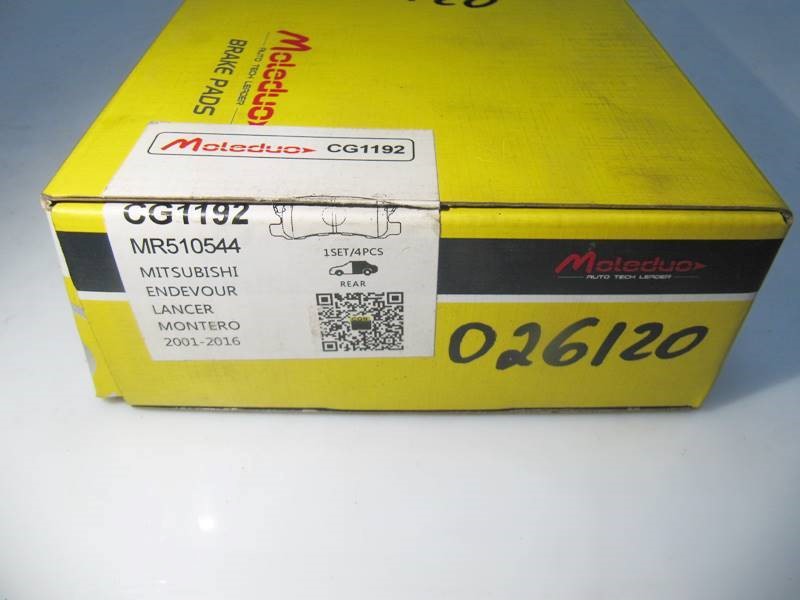 Moleduo
AUTO TECH LEADER
BRAKE PADS
Moleduo CG1192
CG1192
MR510544
MITSUBISHI
ENDEVOUR
LANCER
MONTERO
2001-2016
1SET/4PCS
REAR
Moleduo
AUTO TECH LEADER
026120